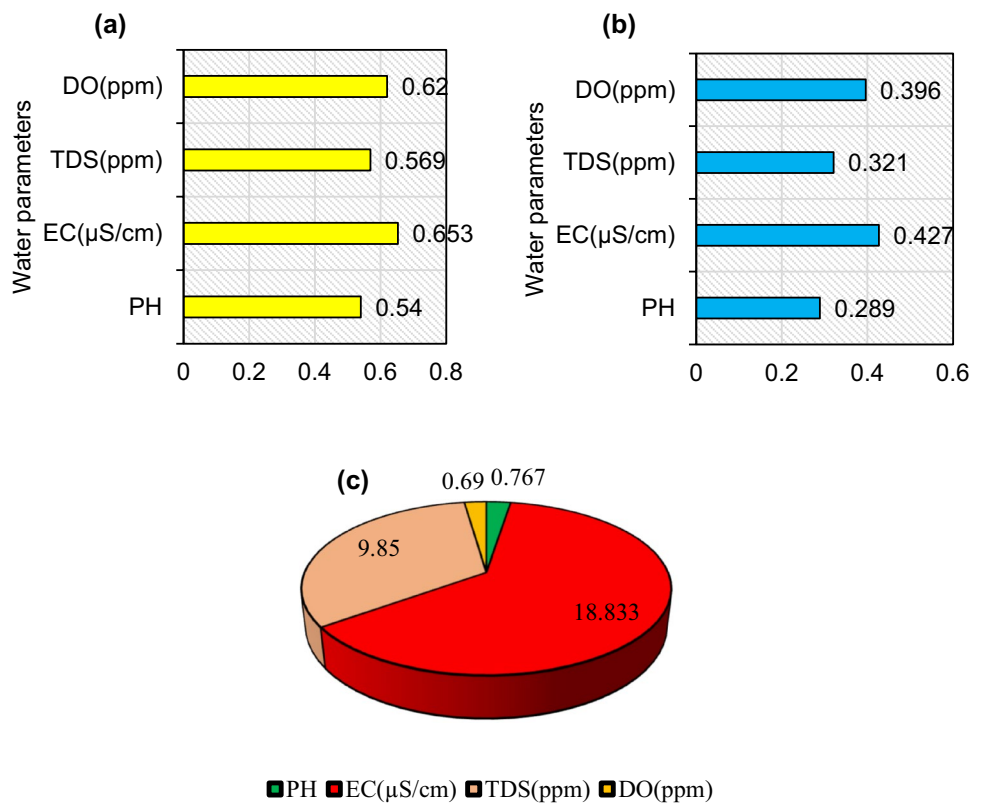 (a)
Water parameters
DO(ppm) 0.62
TDS(ppm) 0.569
EC(µS/cm) 0.653
PH 0.54
0 0.2 0.4 0.6 0.8
(b)
Water parameters
DO(ppm) 0.396
TDS(ppm) 0.321
EC(µS/cm) 0.427
PH 0.289
0 0.2 0.4 0.6
(c)
0.69 0.767
9.85
18.833
PH EC(µS/cm) TDS(ppm) DO(ppm)